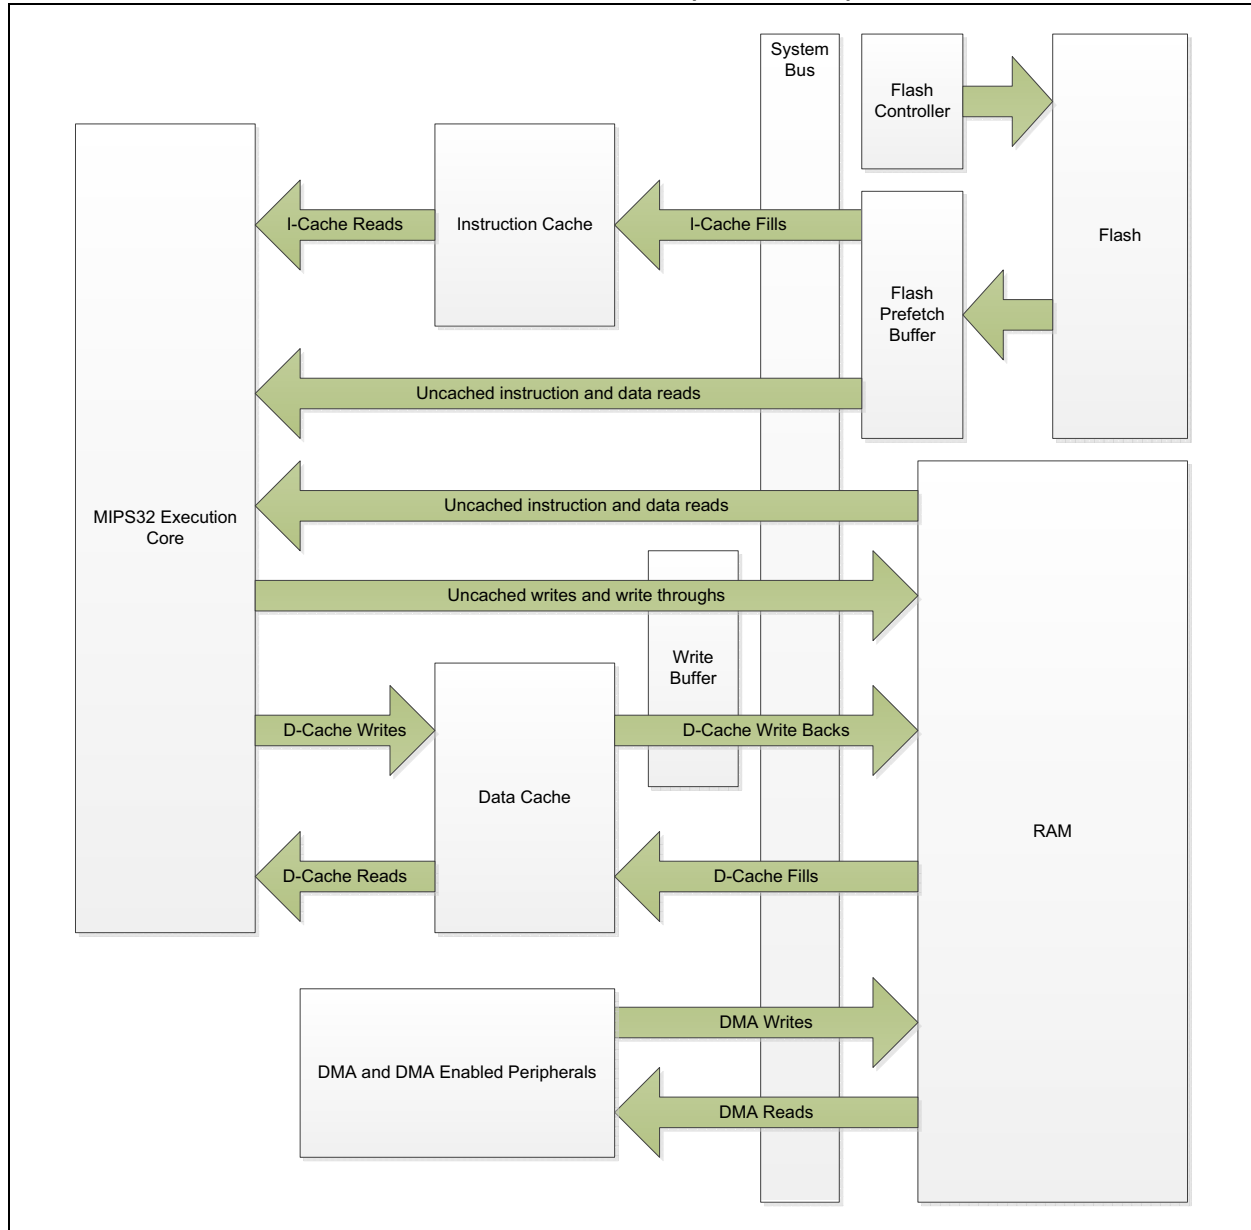 System
Bus
Flash
Controller
I-Cache Reads
Instruction Cache
I-Cache Fills
Flash
Flash
Prefetch
Buffer
Uncached instruction and data reads
Uncached instruction and data reads
MIPS32 Execution
Core
Uncached writes and write throughs
Write
Buffer
D-Cache Writes
D-Cache Write Backs
Data Cache
RAM
D-Cache Reads
D-Cache Fills
DMA Writes
DMA and DMA Enabled Peripherals
DMA Reads